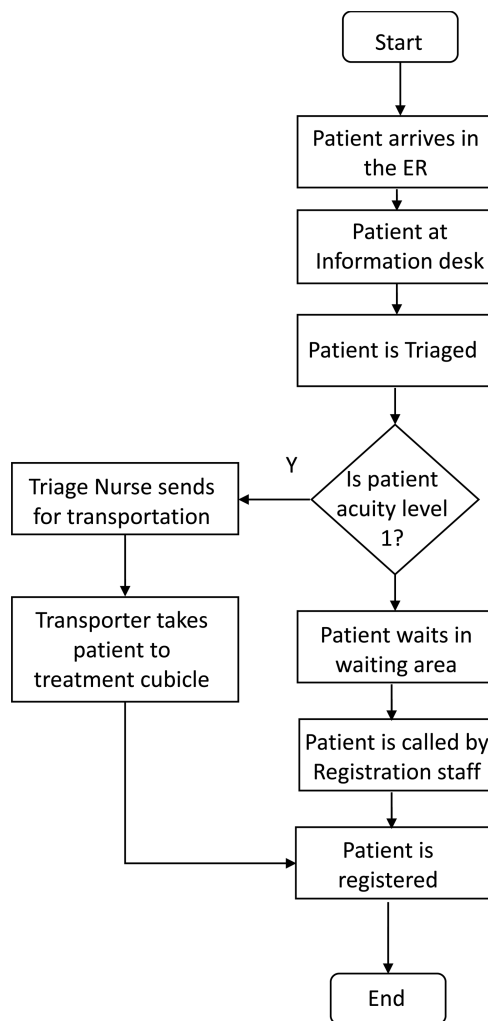 Start
Patient arrives in
the ER
Patient at
Information desk
Patient is Triaged
Is patient
acuity level
1?
Y
Triage Nurse sends
for transportation
Transporter takes
patient to
treatment cubicle
Patient waits in
waiting area
Patient is called by
Registration staff
Patient is
registered
End